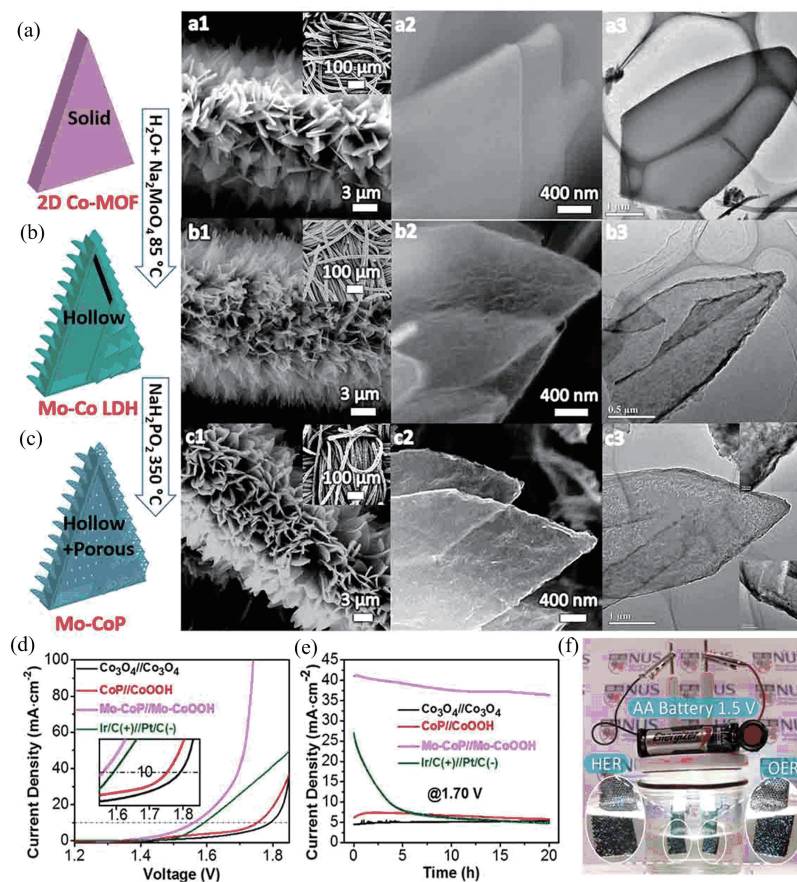 (a)
Solid
2D Co-MOF
H₂O+ Na₂MoO₄ 85 °C
a1
100 μm
3 μm
a2
400 nm
a3
1 μm
(b)
Hollow
Mo-Co LDH
NaH₂PO₂ 350 °C
b1
100 μm
3 μm
b2
400 nm
b3
0.5 μm
(c)
Hollow
+Porous
Mo-CoP
c1
100 μm
3 μm
c2
400 nm
c3
1 μm
(d)
Current Density (mA·cm⁻²)
100
80
60
40
20
0
Co₃O₄//Co₃O₄
CoP//CoOOH
Mo-CoP//Mo-CoOOH
Ir/C(+)//Pt/C(-)
10
1.6 1.7 1.8
1.2 1.4 1.6 1.8
Voltage (V)
(e)
Current Density (mA·cm⁻²)
50
45
40
35
30
25
20
15
10
5
0
Co₃O₄//Co₃O₄
CoP//CoOOH
Mo-CoP//Mo-CoOOH
Ir/C(+)//Pt/C(-)
@1.70 V
0 5 10 15 20
Time (h)
(f)
NUS
AA Battery 1.5 V
Energizer
HER
OER